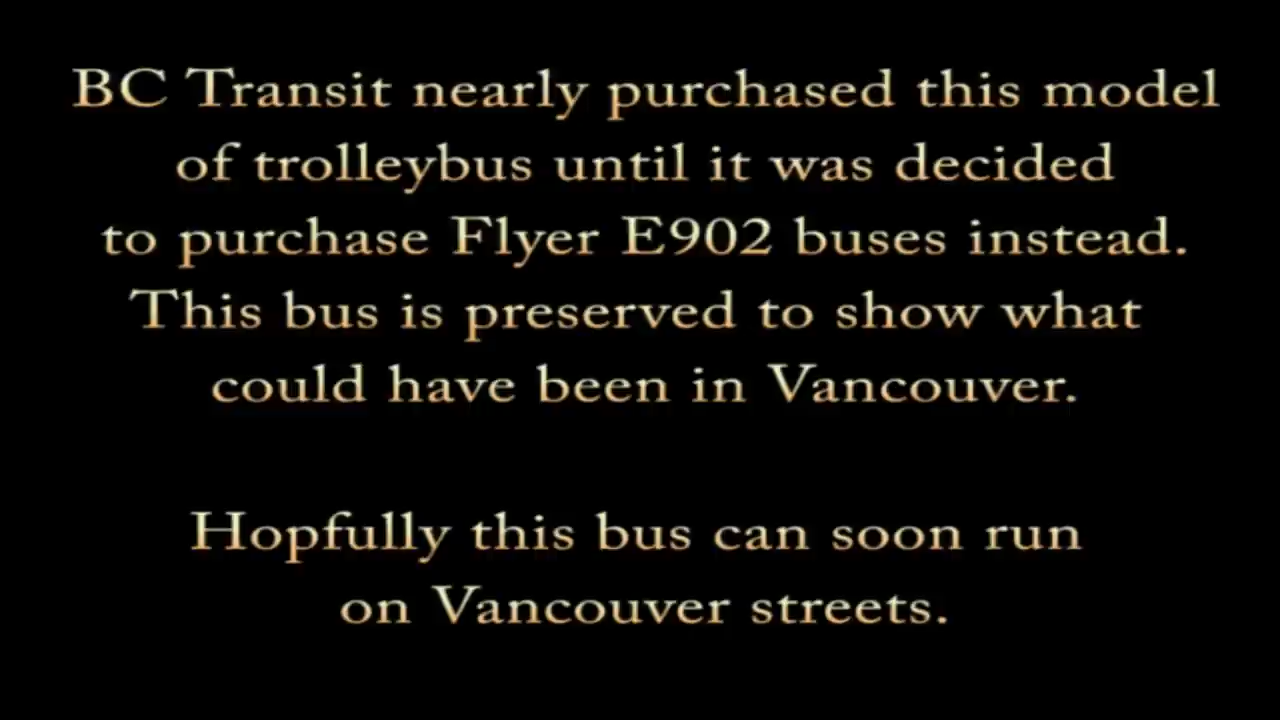 BC Transit nearly purchased this model
of trolleybus until it was decided
to purchase Flyer E902 buses instead.
This bus is preserved to show what
could have been in Vancouver.
Hopfully this bus can soon run
on Vancouver streets.